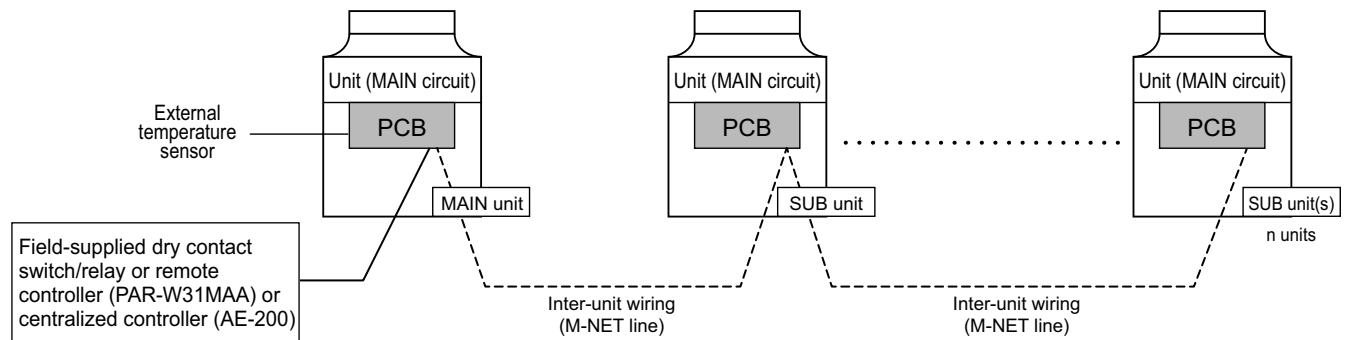 Unit (MAIN circuit)
Unit (MAIN circuit)
Unit (MAIN circuit)
External
temperature
sensor
PCB
PCB
PCB
MAIN unit
SUB unit
SUB unit(s)
n units
Field-supplied dry contact
switch/relay or remote
controller (PAR-W31MAA) or
centralized controller (AE-200)
Inter-unit wiring
(M-NET line)
Inter-unit wiring
(M-NET line)